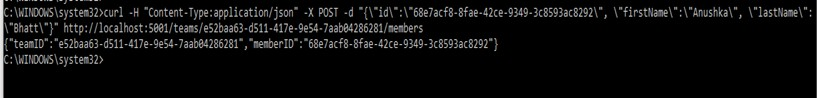 C:\WINDOWS\system32>curl -H "Content-Type:application/json" -X POST -d "{\"id\":\"68e7acf8-8fae-42ce-9349-3c8593ac8292\", \"firstName\":\"Anushka\", \"lastName\":
\"Bhatt\"}" http://localhost:5001/teams/e52baa63-d511-417e-9e54-7aab04286281/members
{"teamID":"e52baa63-d511-417e-9e54-7aab04286281","memberID":"68e7acf8-8fae-42ce-9349-3c8593ac8292"}
C:\WINDOWS\system32>